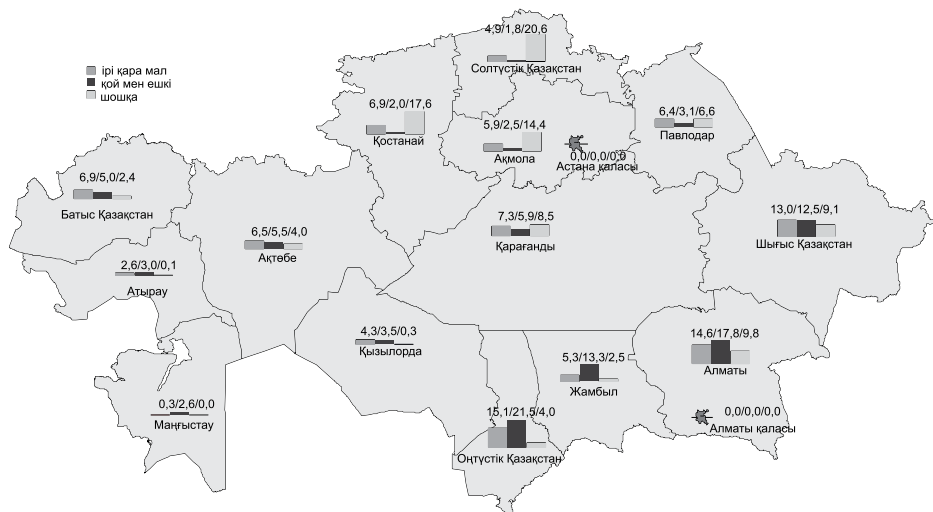 4,9/1,8/20,6
Солтүстік Қазақстан
ірі қара мал
қой мен ешкі
шошқа
6,9/2,0/17,6
Қостанай
5,9/2,5/14,4
Ақмола
0,0/0,0/0,0
Астана қаласы
6,4/3,1/6,6
Павлодар
6,9/5,0/2,4
Батыс Қазақстан
6,5/5,5/4,0
Ақтөбе
7,3/5,9/8,5
Қарағанды
13,0/12,5/9,1
Шығыс Қазақстан
2,6/3,0/0,1
Атырау
4,3/3,5/0,3
Қызылорда
14,6/17,8/9,8
Алматы
5,3/13,3/2,5
Жамбыл
0,3/2,6/0,0
Маңғыстау
15,1/21,5/4,0
Оңтүстік Қазақстан
0,0/0,0/0,0
Алматы қаласы